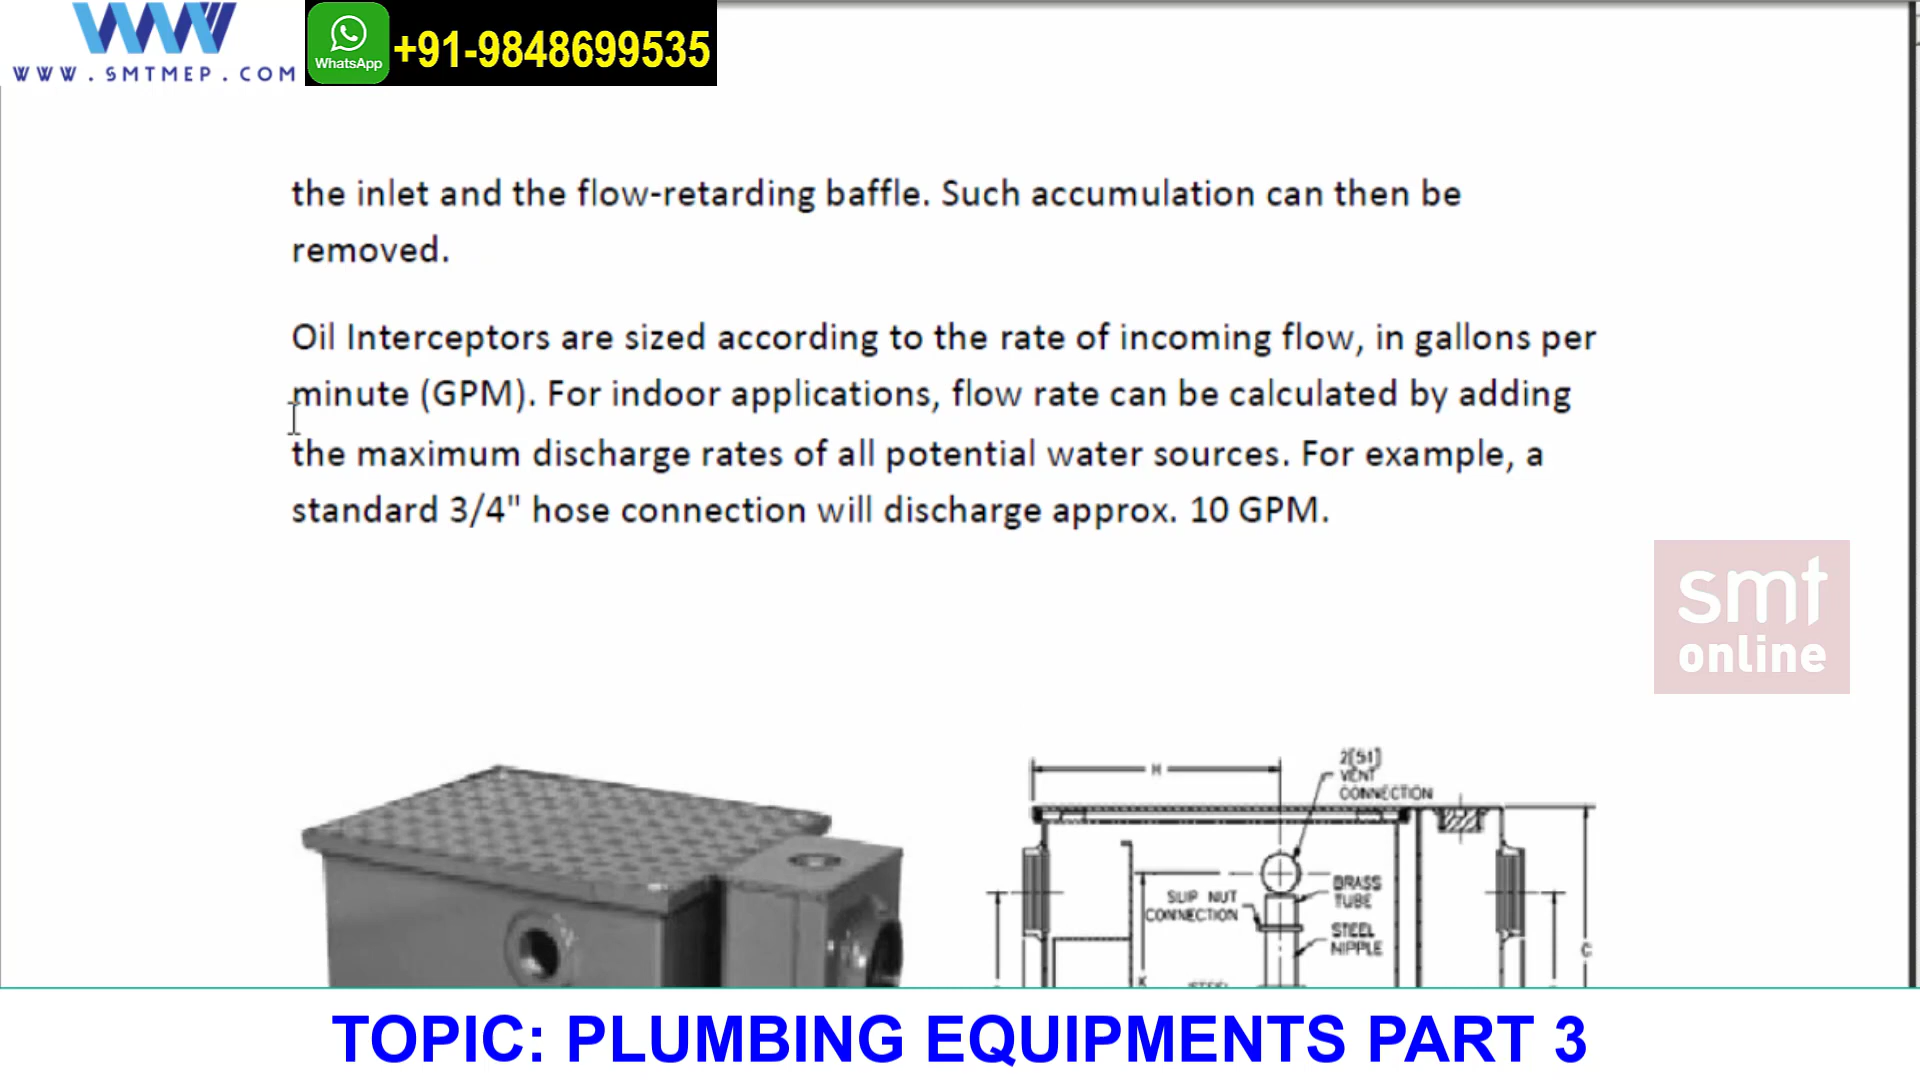 WWW.SMTMEP.COM
WhatsApp
+91-9848699535
the inlet and the flow-retarding baffle. Such accumulation can then be
removed.
Oil Interceptors are sized according to the rate of incoming flow, in gallons per
minute (GPM). For indoor applications, flow rate can be calculated by adding
the maximum discharge rates of all potential water sources. For example, a
standard 3/4" hose connection will discharge approx. 10 GPM.
smt
online
H
2[51]
VENT
CONNECTION
SLIP NUT
CONNECTION
BRASS
TUBE
STEEL
NIPPLE
C
K
TOPIC: PLUMBING EQUIPMENTS PART 3